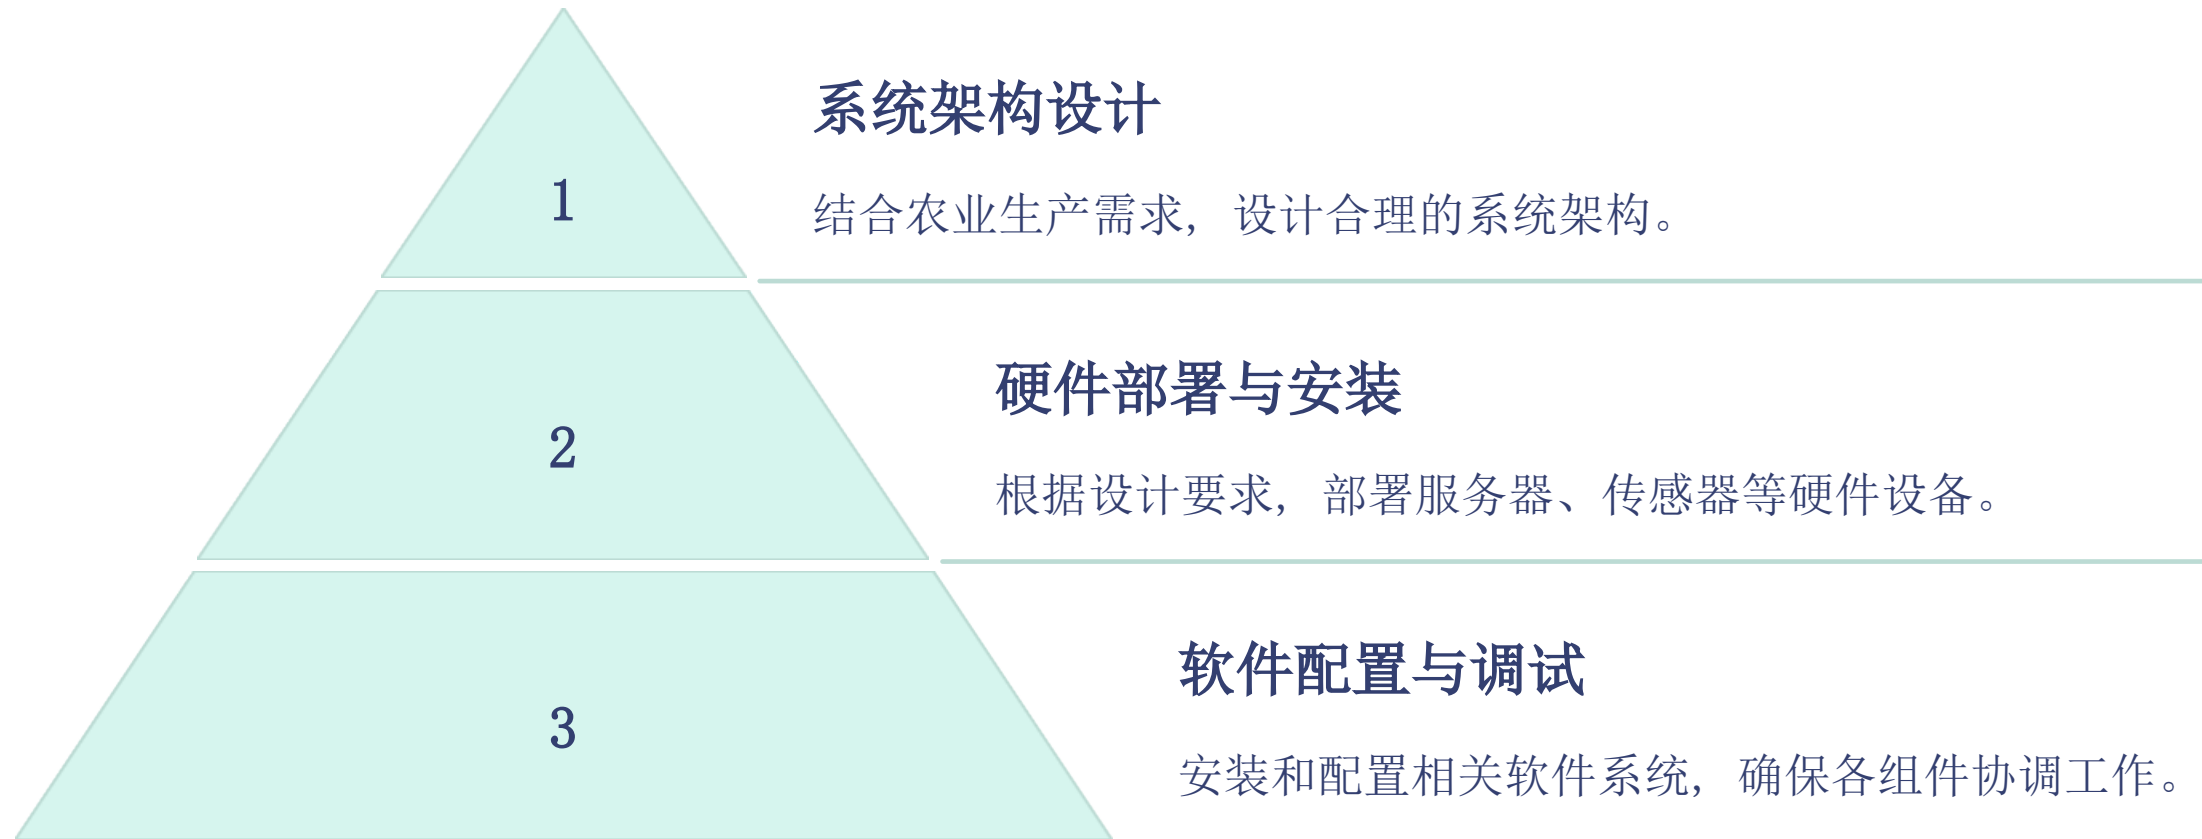 1
系统架构设计
结合农业生产需求，设计合理的系统架构。
2
硬件部署与安装
根据设计要求，部署服务器、传感器等硬件设备。
3
软件配置与调试
安装和配置相关软件系统，确保各组件协调工作。